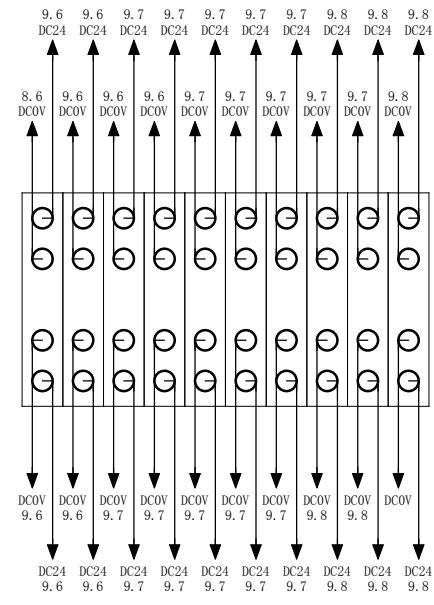 9.6 9.6 9.7 9.7 9.7 9.7 9.7 9.8 9.8 9.8
DC24 DC24 DC24 DC24 DC24 DC24 DC24 DC24 DC24 DC24
8.6 9.6 9.6 9.6 9.7 9.7 9.7 9.7 9.7 9.8
DC0V DC0V DC0V DC0V DC0V DC0V DC0V DC0V DC0V DC0V
DC0V DC0V DC0V DC0V DC0V DC0V DC0V DC0V DC0V DC0V
9.6 9.6 9.7 9.7 9.7 9.7 9.7 9.8 9.8
DC24 DC24 DC24 DC24 DC24 DC24 DC24 DC24 DC24 DC24
9.6 9.6 9.7 9.7 9.7 9.7 9.7 9.8 9.8 9.8